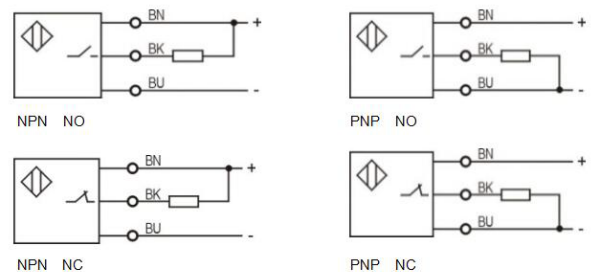 BN +
BK
BU -
NPN NO
BN +
BK
BU -
PNP NO
BN +
BK
BU -
NPN NC
BN +
BK
BU -
PNP NC